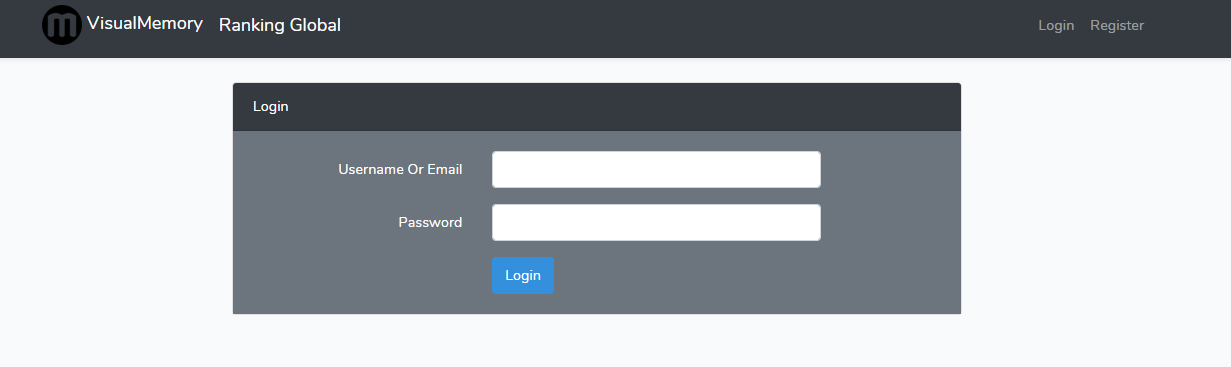 m VisualMemory Ranking Global Login Register
Login
Username Or Email
Password
Login